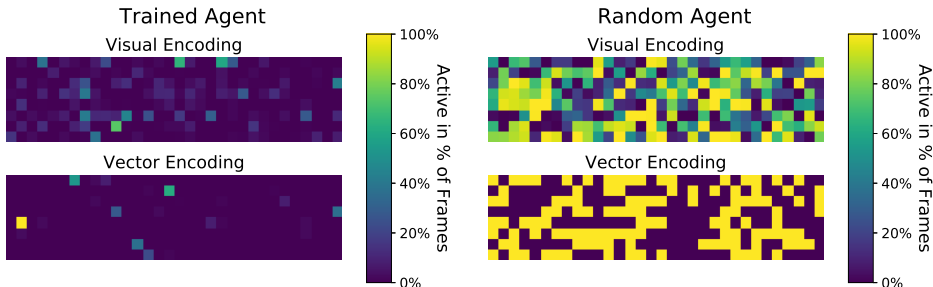 Trained Agent
Visual Encoding
Vector Encoding
100%
80%
60%
40%
20%
0%
Active in % of Frames
Random Agent
Visual Encoding
Vector Encoding
100%
80%
60%
40%
20%
0%
Active in % of Frames